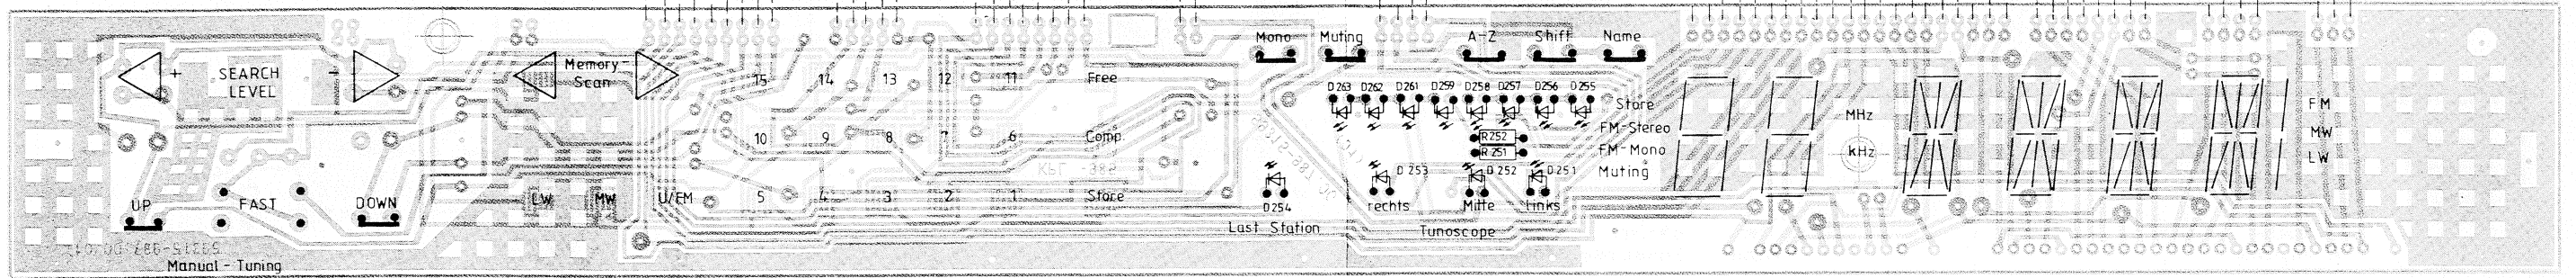 Mono Muting A-Z Shift Name
+ SEARCH LEVEL -
Memory Scan
15 14 13 12 11 Free
10 9 8 7 6 Comp.
5 4 3 2 1 Store
LW MW U/FM
UP FAST DOWN
Manual - Tuning
D263 D262 D261 D259 D258 D257 D256 D255
Store
FM-Stereo
FM-Mono
Muting
R252
R251
D254 D253 D252 D251
rechts Mitte links
Last Station Tunoscope
MHz
kHz
FM
MW
LW